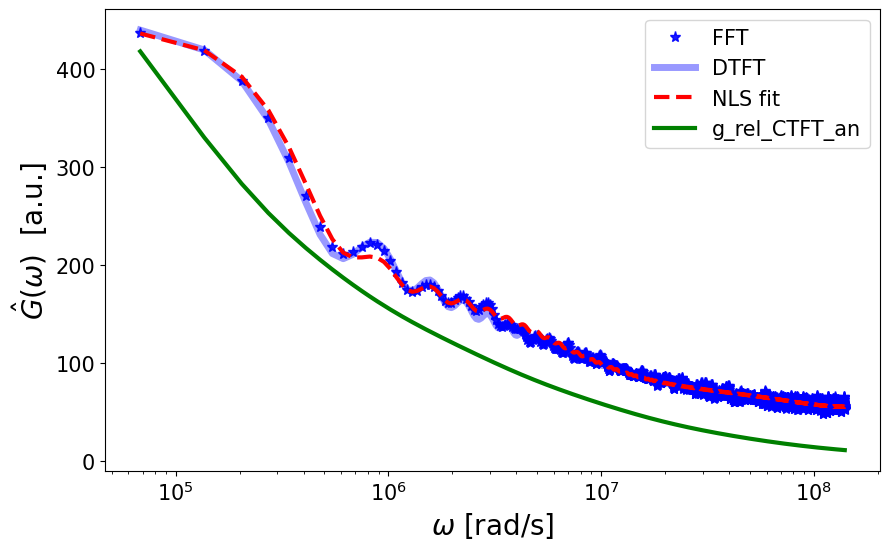 FFT
DTFT
NLS fit
g_rel_CTFT_an
400
300
200
100
0
Ĝ(ω) [a.u.]
10⁵
10⁶
10⁷
10⁸
ω [rad/s]